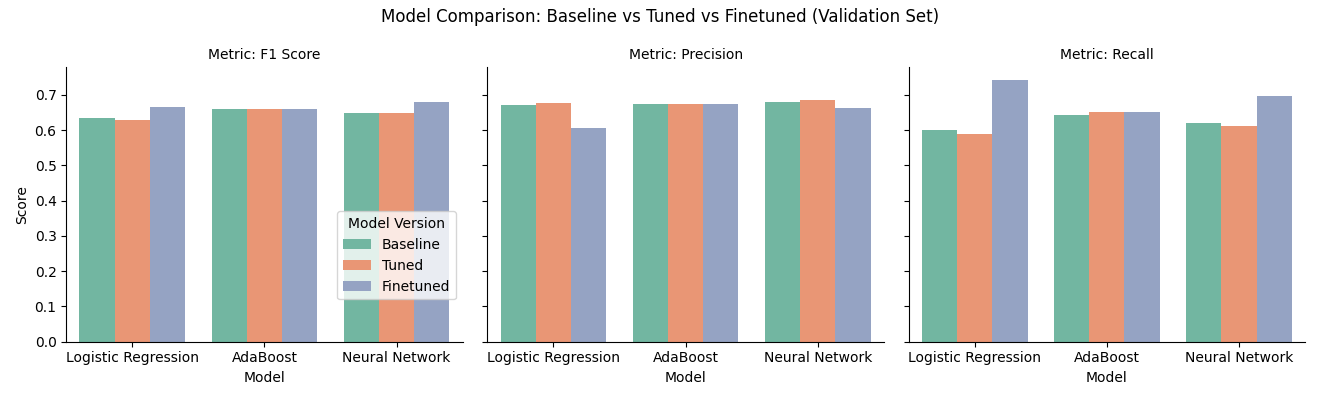 Model Comparison: Baseline vs Tuned vs Finetuned (Validation Set)
Metric: F1 Score
Metric: Precision
Metric: Recall
0.7
0.6
0.5
0.4
0.3
0.2
0.1
0.0
Score
Model Version
Baseline
Tuned
Finetuned
Logistic Regression AdaBoost Neural Network
Model
Logistic Regression AdaBoost Neural Network
Model
Logistic Regression AdaBoost Neural Network
Model